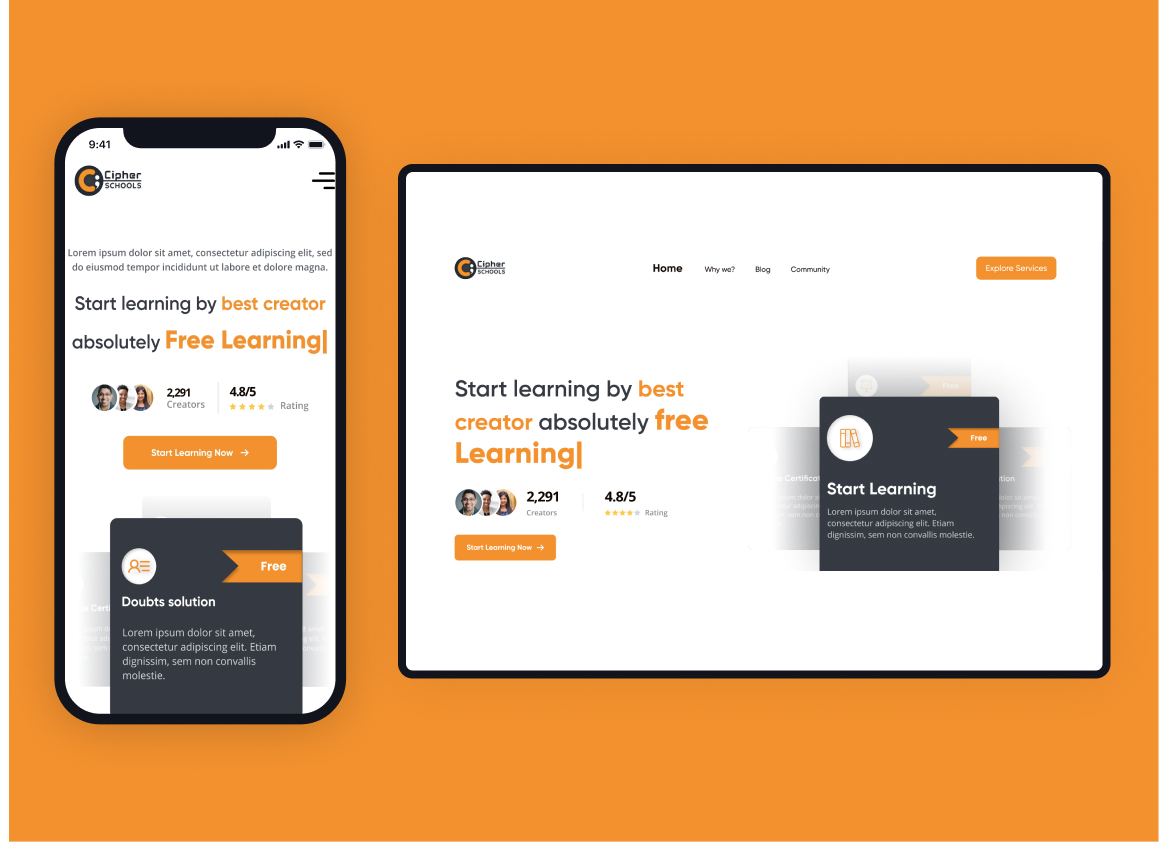 9:41
Cipher
SCHOOLS
Lorem ipsum dolor sit amet, consectetur adipiscing elit, sed
do eiusmod tempor incididunt ut labore et dolore magna.
Start learning by best creator
absolutely Free Learning|
2,291
Creators
4.8/5
Rating
Start Learning Now →
Free
Doubts solution
Lorem ipsum dolor sit amet,
consectetur adipiscing elit. Etiam
dignissim, sem non convallis
molestie.
Cipher
SCHOOLS
Home Why we? Blog Community
Explore Services
Start learning by best
creator absolutely free
Learning|
2,291
Creators
4.8/5
Rating
Start Learning Now →
Free
Free
Start Learning
Lorem ipsum dolor sit amet,
consectetur adipiscing elit. Etiam
dignissim, sem non convallis molestie.